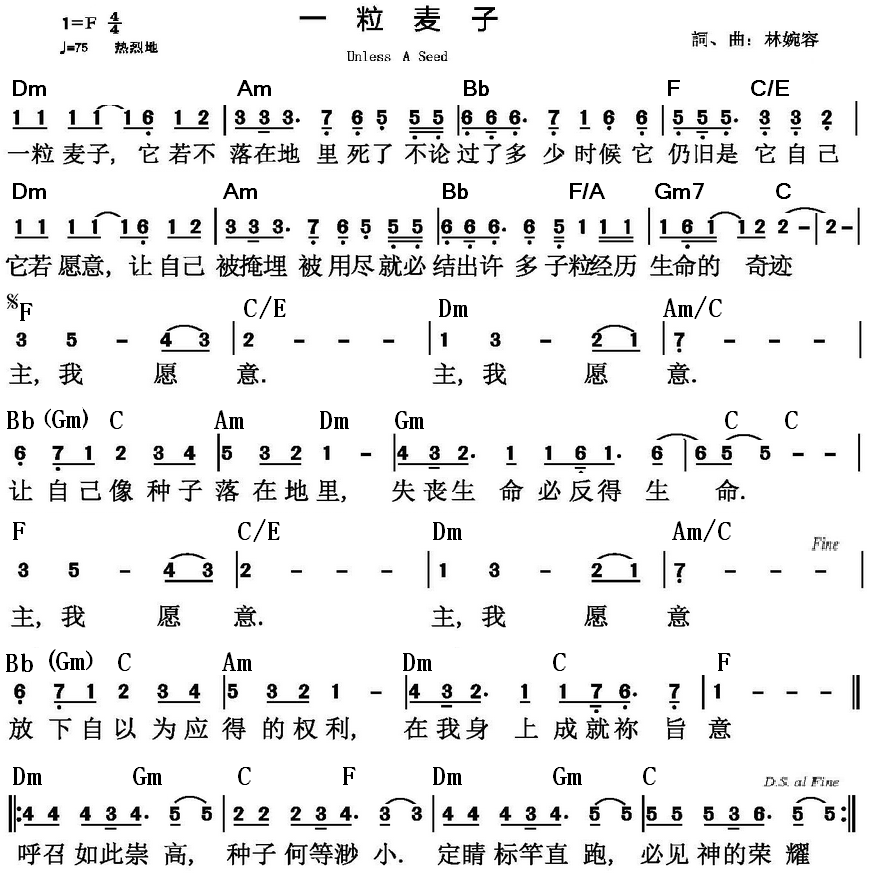 一 粒 麦 子
1=F 4/4
♩=75 热烈地
Unless A Seed
詞、曲：林婉容
Dm Am Bb F C/E
1 1 1 1 1 6 1 2 | 3 3 3. 7 6 5 5 5 | 6 6 6. 7 1 6 6 | 5 5 5. 3 3 2 |
一粒 麦子, 它 若不 落在地 里死了 不论 过了多 少时候 它 仍旧是 它自己
Dm Am Bb F/A Gm7 C
1 1 1 1 1 6 1 2 | 3 3 3. 7 6 5 5 5 | 6 6 6. 6 5 1 1 1 | 1 6 1 1 2 2 - | 2 - |
它若 愿意, 让 自己 被掩埋 被 用尽 就必 结出许 多 子粒 经历 生命的 奇迹
𝄋F C/E Dm Am/C
3 5 - 4 3 | 2 - - - | 1 3 - 2 1 | 7 - - - |
主, 我 愿 意. 主, 我 愿 意.
Bb (Gm) C Am Dm Gm C C
6 7 1 2 3 4 | 5 3 2 1 - | 4 3 2. 1 1 6 1. 6 | 6 5 5 - - |
让 自己像 种子 落 在地里, 失丧生 命必反得 生 命.
F C/E Dm Am/C Fine
3 5 - 4 3 | 2 - - - | 1 3 - 2 1 | 7 - - - |
主, 我 愿 意. 主, 我 愿 意
Bb (Gm) C Am Dm C F
6 7 1 2 3 4 | 5 3 2 1 - | 4 3 2. 1 1 7 6. 7 | 1 - - - ‖
放 下自以 为应 得 的权利, 在我身 上成就祢 旨 意
Dm Gm C F Dm Gm C D.S. al Fine
‖: 4 4 4 3 4. 5 5 | 2 2 2 3 4. 3 3 | 4 4 4 3 4. 5 5 | 5 5 5 3 6. 5 5 :‖
呼召 如此崇 高, 种子 何等渺 小. 定睛 标竿直 跑, 必见 神的荣 耀